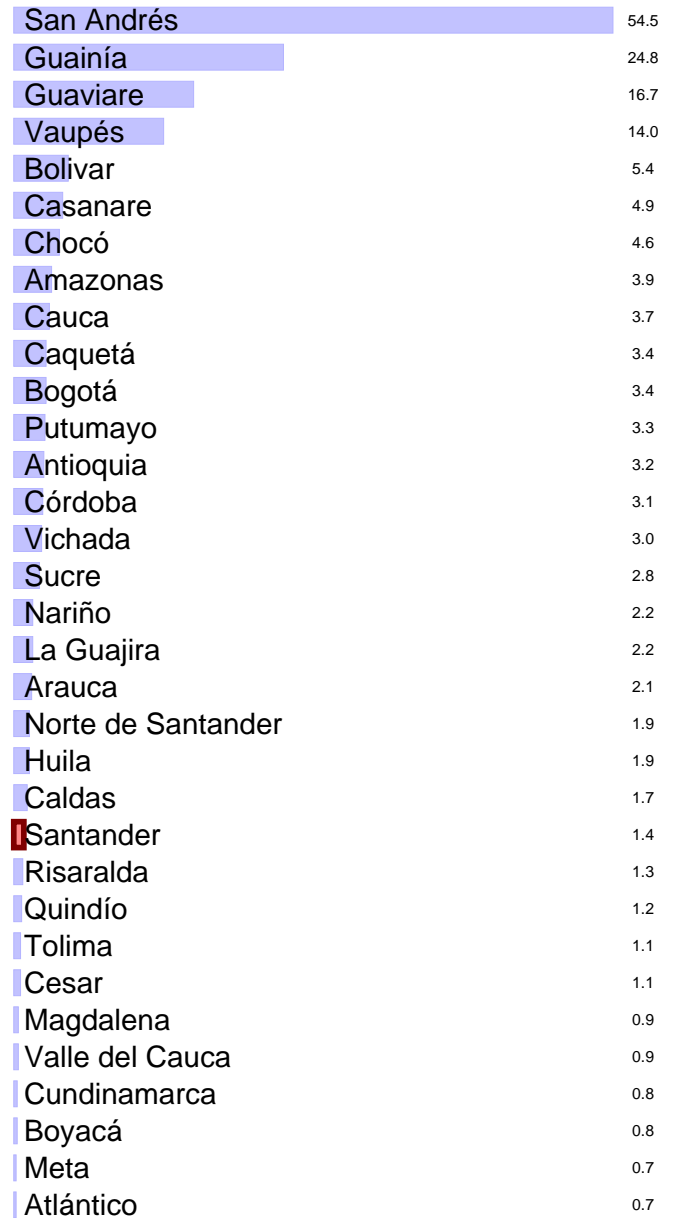 San Andrés 54.5
Guainía 24.8
Guaviare 16.7
Vaupés 14.0
Bolivar 5.4
Casanare 4.9
Chocó 4.6
Amazonas 3.9
Cauca 3.7
Caquetá 3.4
Bogotá 3.4
Putumayo 3.3
Antioquia 3.2
Córdoba 3.1
Vichada 3.0
Sucre 2.8
Nariño 2.2
La Guajira 2.2
Arauca 2.1
Norte de Santander 1.9
Huila 1.9
Caldas 1.7
Santander 1.4
Risaralda 1.3
Quindío 1.2
Tolima 1.1
Cesar 1.1
Magdalena 0.9
Valle del Cauca 0.9
Cundinamarca 0.8
Boyacá 0.8
Meta 0.7
Atlántico 0.7